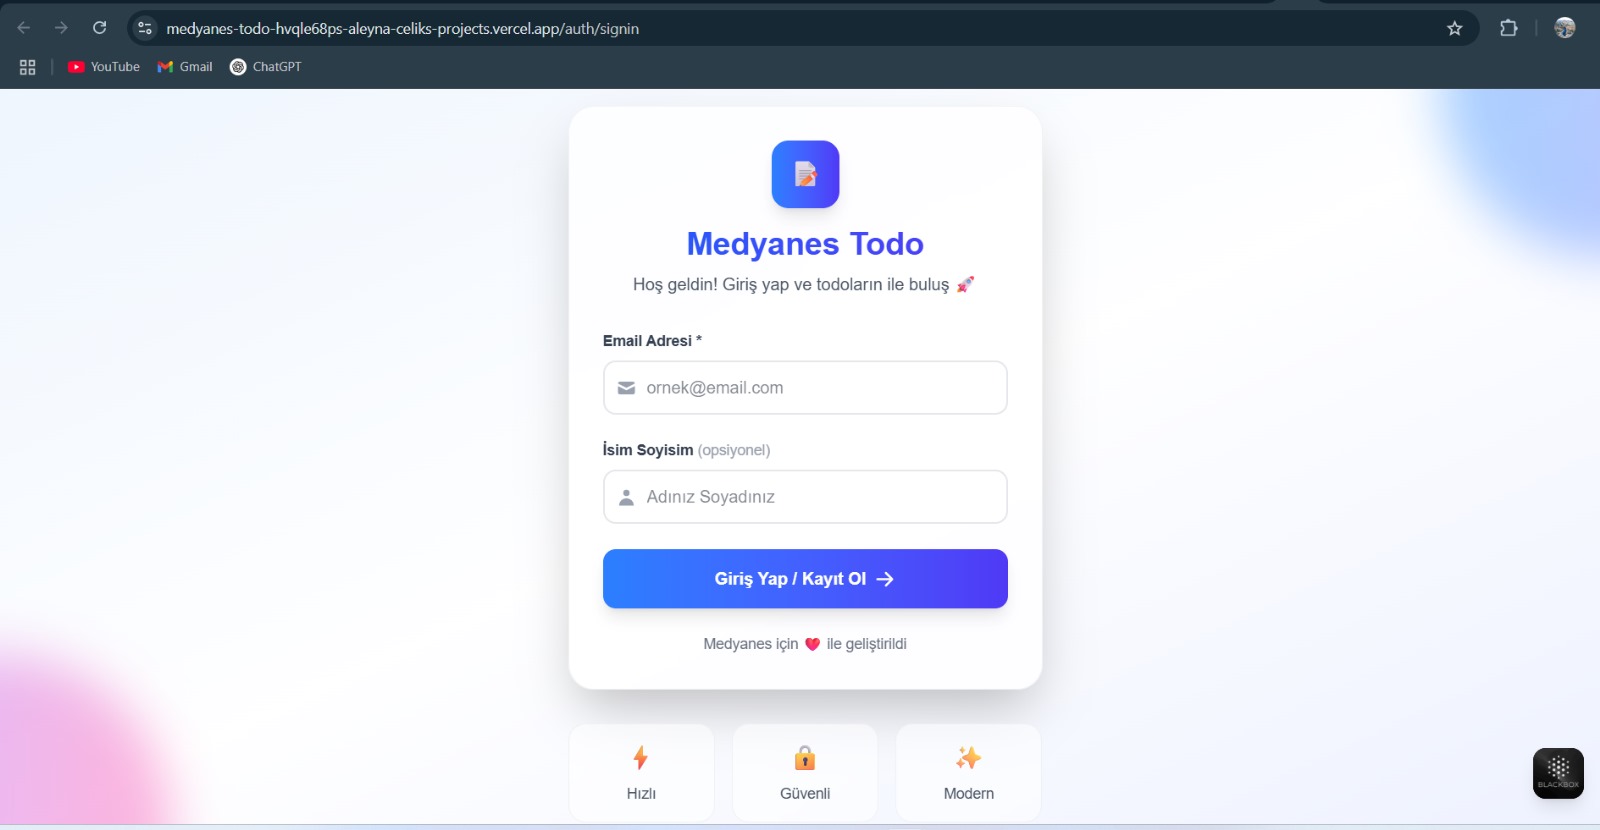 medyanes-todo-hvqle68ps-aleyna-celiks-projects.vercel.app/auth/signin
YouTube
Gmail
ChatGPT
Medyanes Todo
Hoş geldin! Giriş yap ve todoların ile buluş 🚀
Email Adresi *
ornek@email.com
İsim Soyisim (opsiyonel)
Adınız Soyadınız
Giriş Yap / Kayıt Ol →
Medyanes için ❤️ ile geliştirildi
Hızlı
Güvenli
Modern
BLACKBOX